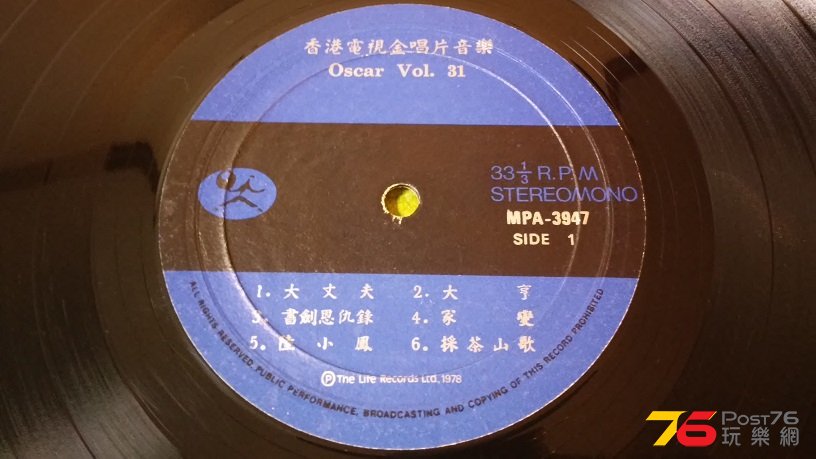 香港電視金唱片音樂
Oscar Vol. 31
33 1/3 R.P.M
STEREOMONO
MPA-3947
SIDE 1
1. 大丈夫 2. 大亨
3. 書劍恩仇錄 4. 家變
5. 陸小鳳 6. 採茶山歌
ALL RIGHTS RESERVED. PUBLIC PERFORMANCE, BROADCASTING AND COPYING OF THIS RECORD PROHIBITED
Ⓟ The Life Records Ltd, 1978
76 POST76
玩樂網